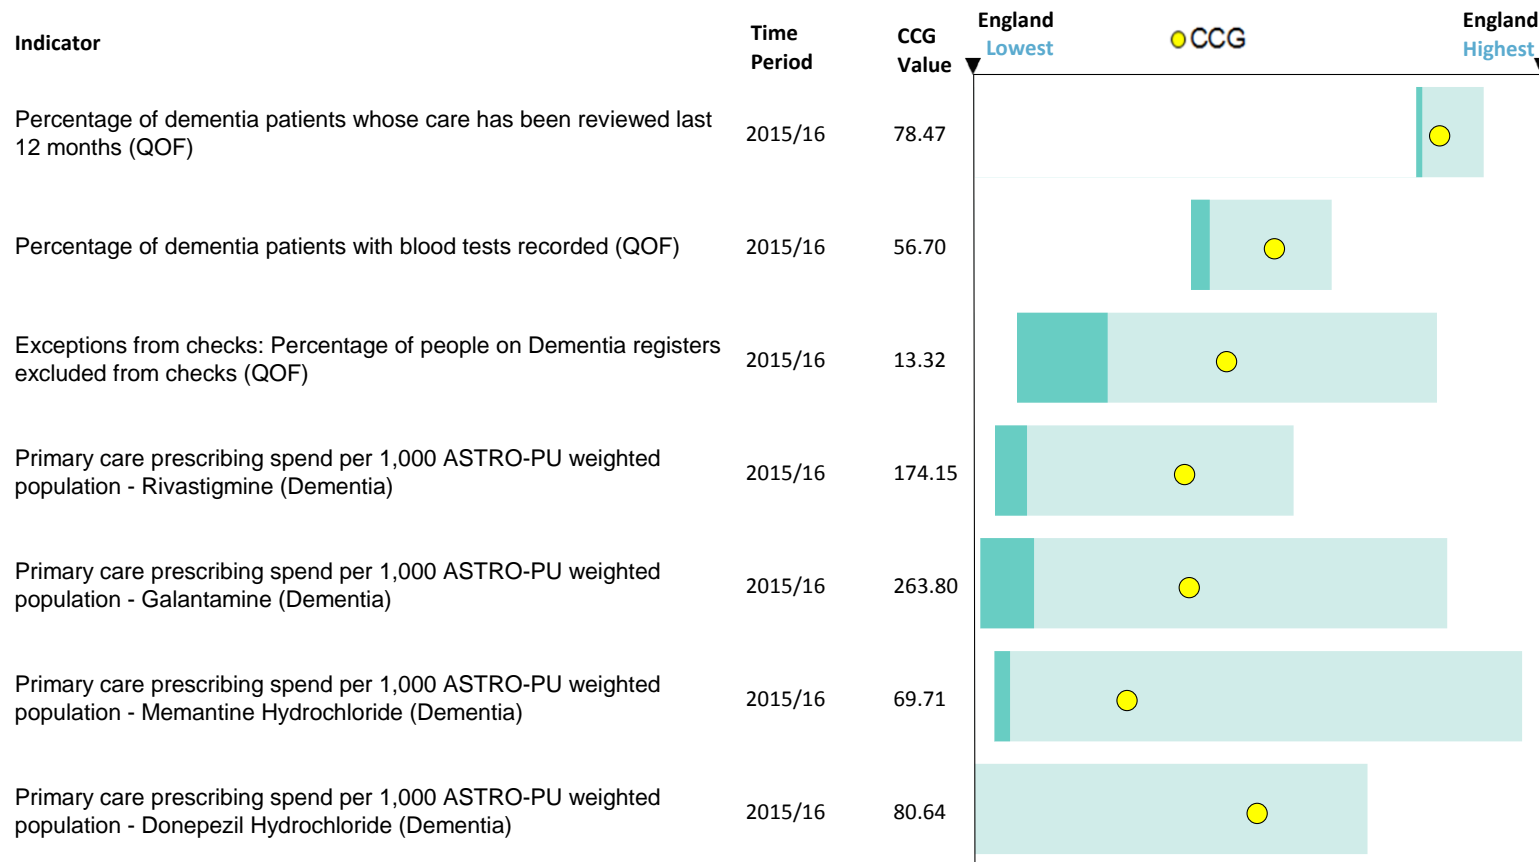 Indicator
Time
Period
CCG
Value
England
Lowest
CCG
England
Highest
Percentage of dementia patients whose care has been reviewed last
12 months (QOF)
2015/16
78.47
Percentage of dementia patients with blood tests recorded (QOF)
2015/16
56.70
Exceptions from checks: Percentage of people on Dementia registers
excluded from checks (QOF)
2015/16
13.32
Primary care prescribing spend per 1,000 ASTRO-PU weighted
population - Rivastigmine (Dementia)
2015/16
174.15
Primary care prescribing spend per 1,000 ASTRO-PU weighted
population - Galantamine (Dementia)
2015/16
263.80
Primary care prescribing spend per 1,000 ASTRO-PU weighted
population - Memantine Hydrochloride (Dementia)
2015/16
69.71
Primary care prescribing spend per 1,000 ASTRO-PU weighted
population - Donepezil Hydrochloride (Dementia)
2015/16
80.64